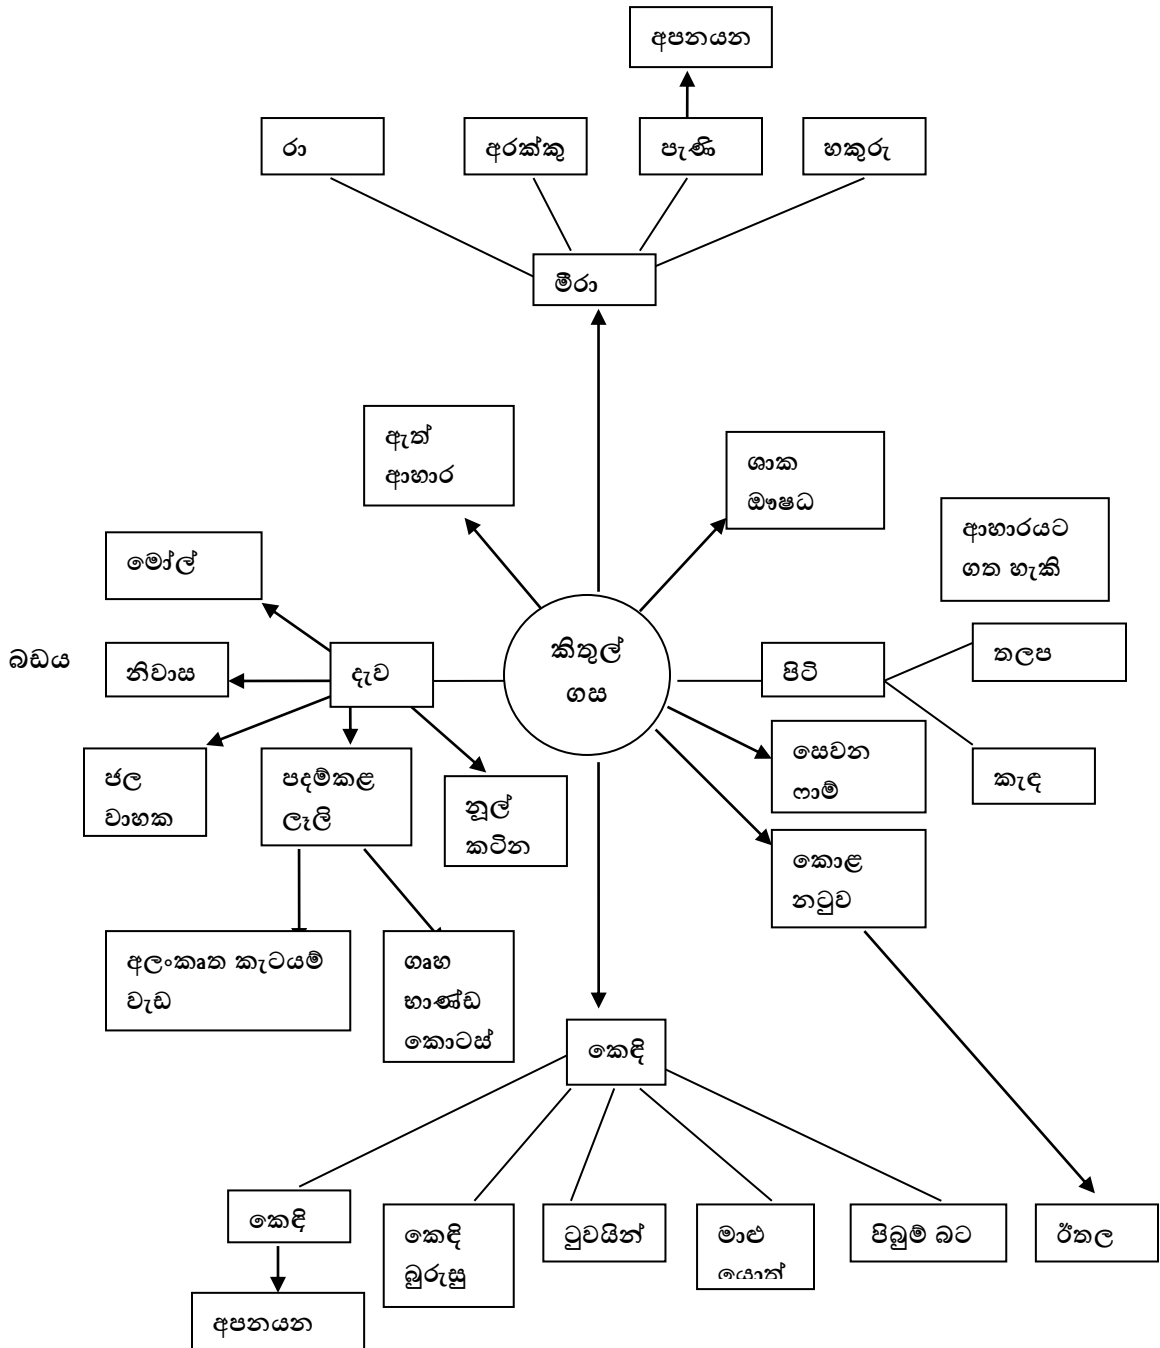 අපනයන
රා
අරක්කු
පැණි
හකුරු
මීරා
ඇත්
ආහාර
ශාක
ඖෂධ
ආහාරයට
ගත හැකි
මෝල්
බඩය
නිවාස
දැව
කිතුල්
ගස
පිටි
තලප
ජල
වාහක
පදම්කළ
ලෑලි
නූල්
කටින
සෙවන
ෆාම්
කැඳ
කොළ
නටුව
අලංකෘත කැටයම්
වැඩ
ගෘහ
භාණ්ඩ
කොටස්
කෙඳි
කෙඳි
කෙඳි
බුරුසු
ටුවයින්
මාළු
යොත්
පිබුම් බට
ඊතල
අපනයන